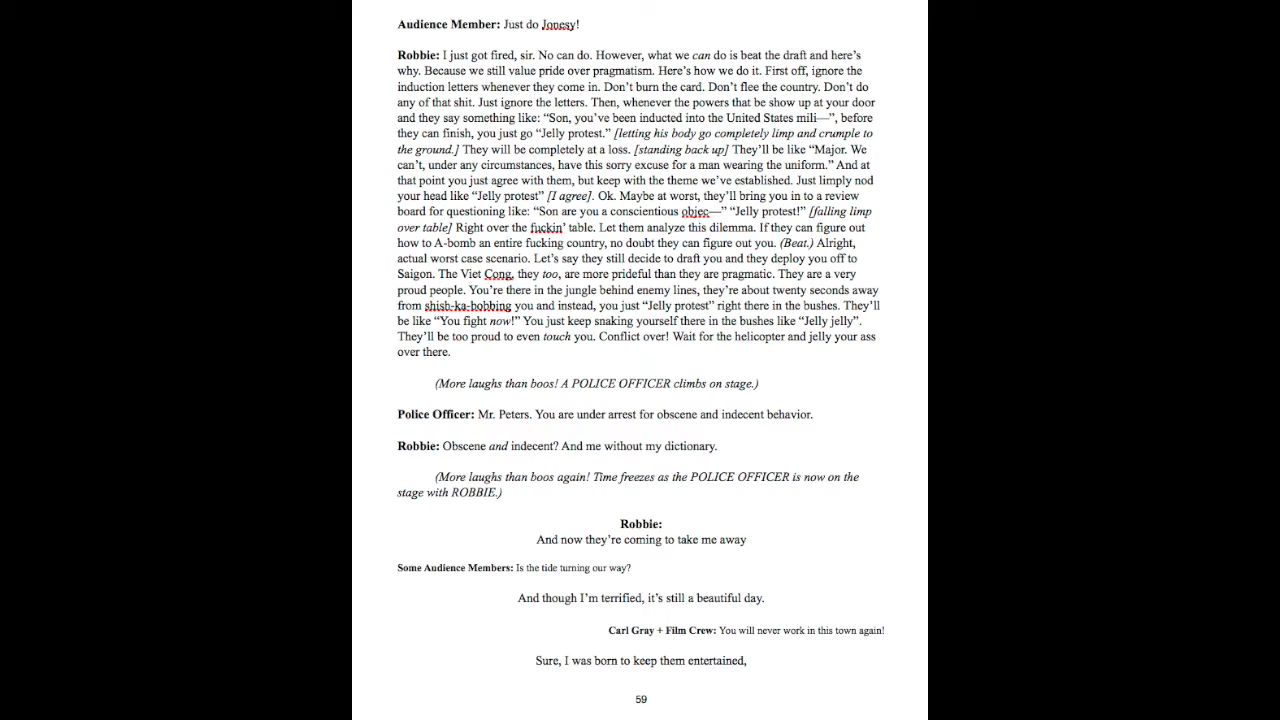 Audience Member: Just do Jonesy!
Robbie: I just got fired, sir. No can do. However, what we can do is beat the draft and here's
why. Because we still value pride over pragmatism. Here's how we do it. First off, ignore the
induction letters whenever they come in. Don't burn the card. Don't flee the country. Don't do
any of that shit. Just ignore the letters. Then, whenever the powers that be show up at your door
and they say something like: “Son, you've been inducted into the United States mili—”, before
they can finish, you just go “Jelly protest.” [letting his body go completely limp and crumple to
the ground.] They will be completely at a loss. [standing back up] They'll be like “Major. We
can't, under any circumstances, have this sorry excuse for a man wearing the uniform.” And at
that point you just agree with them, but keep with the theme we've established. Just limply nod
your head like “Jelly protest” [I agree]. Ok. Maybe at worst, they'll bring you in to a review
board for questioning like: “Son are you a conscientious objec—” “Jelly protest!” [falling limp
over table] Right over the fuckin' table. Let them analyze this dilemma. If they can figure out
how to A-bomb an entire fucking country, no doubt they can figure out you. (Beat.) Alright,
actual worst case scenario. Let's say they still decide to draft you and they deploy you off to
Saigon. The Viet Cong, they too, are more prideful than they are pragmatic. They are a very
proud people. You're there in the jungle behind enemy lines, they're about twenty seconds away
from shish-ka-bobbing you and instead, you just “Jelly protest” right there in the bushes. They'll
be like “You fight now!” You just keep snaking yourself there in the bushes like “Jelly jelly”.
They'll be too proud to even touch you. Conflict over! Wait for the helicopter and jelly your ass
over there.
(More laughs than boos! A POLICE OFFICER climbs on stage.)
Police Officer: Mr. Peters. You are under arrest for obscene and indecent behavior.
Robbie: Obscene and indecent? And me without my dictionary.
(More laughs than boos again! Time freezes as the POLICE OFFICER is now on the
stage with ROBBIE.)
Robbie:
And now they're coming to take me away
Some Audience Members: Is the tide turning our way?
And though I'm terrified, it's still a beautiful day.
Carl Gray + Film Crew: You will never work in this town again!
Sure, I was born to keep them entertained,
59